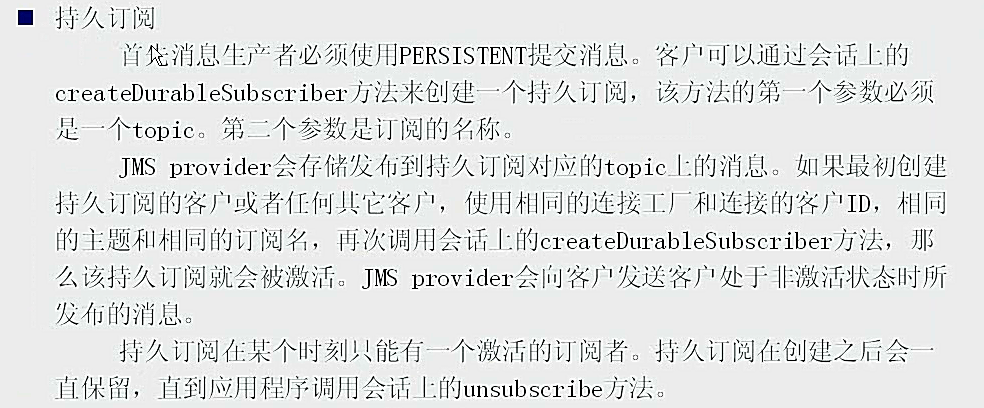 持久订阅
首先消息生产者必须使用PERSISTENT提交消息。客户可以通过会话上的
createDurableSubscriber方法来创建一个持久订阅，该方法的第一个参数必须
是一个topic。第二个参数是订阅的名称。
JMS provider会存储发布到持久订阅对应的topic上的消息。如果最初创建
持久订阅的客户或者任何其它客户，使用相同的连接工厂和连接的客户ID，相同
的主题和相同的订阅名，再次调用会话上的createDurableSubscriber方法，那
么该持久订阅就会被激活。JMS provider会向客户发送客户处于非激活状态时所
发布的消息。
持久订阅在某个时刻只能有一个激活的订阅者。持久订阅在创建之后会一
直保留，直到应用程序调用会话上的unsubscribe方法。